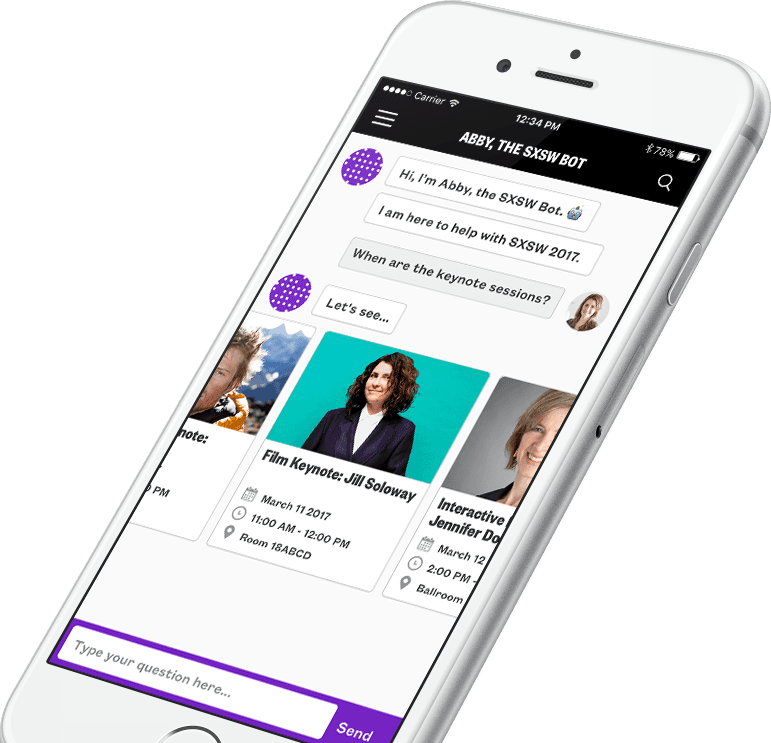 Carrier
12:34 PM
78%
ABBY, THE SXSW BOT
Hi, I'm Abby, the SXSW Bot. 🤖
I am here to help with SXSW 2017.
When are the keynote sessions?
Let's see...
note:
PM
Film Keynote: Jill Soloway
March 11 2017
11:00 AM - 12:00 PM
Room 18ABCD
Interactive
Jennifer Do
March 12
2:00 PM -
Ballroom
Type your question here...
Send